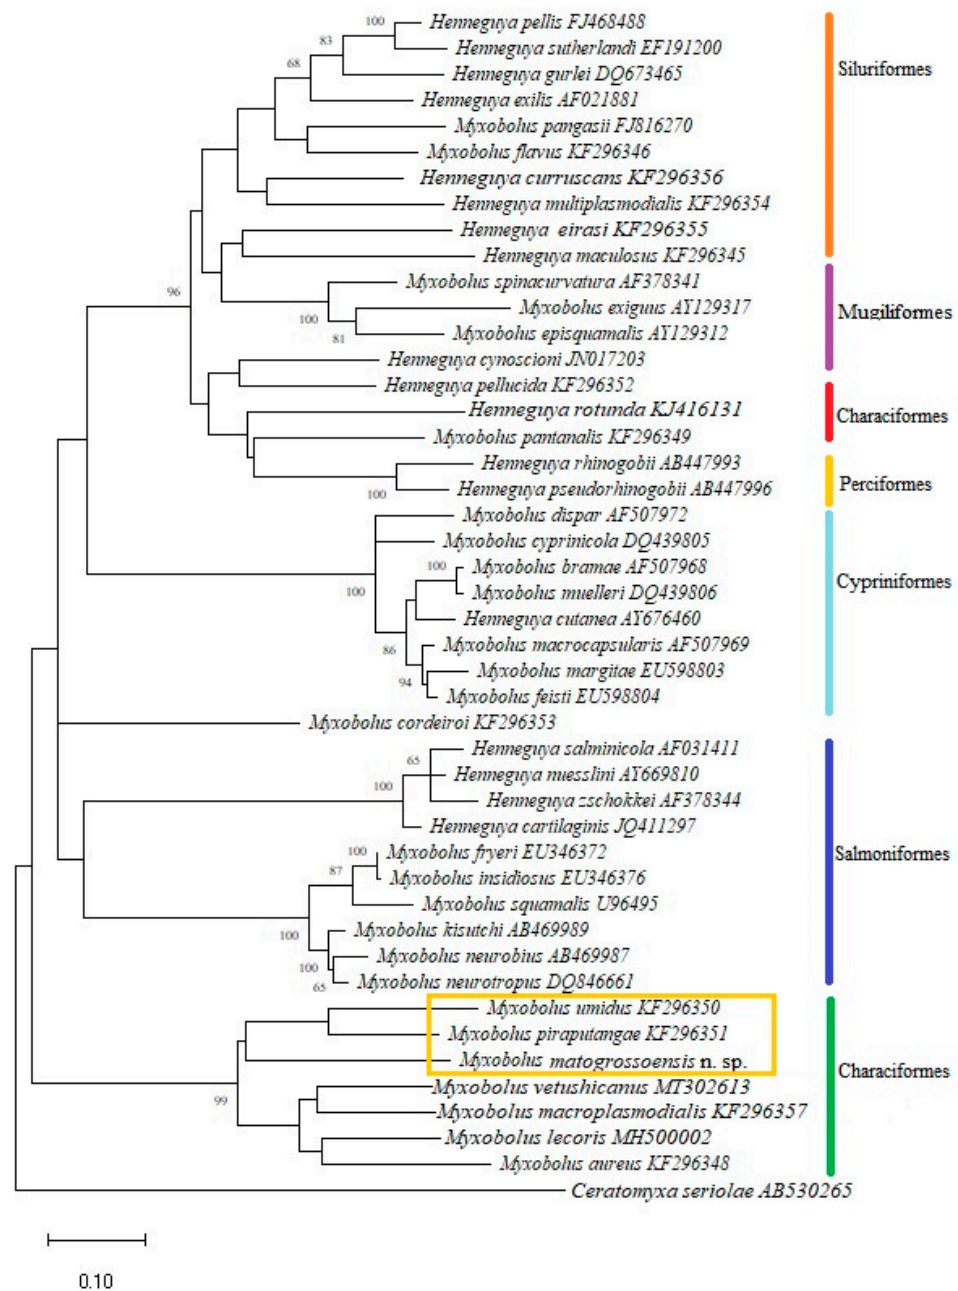 100
Henneguya pellis FJ468488
83
Henneguya sutherlandi EF191200
Siluriformes
68
Henneguya gurlei DQ673465
Henneguya exilis AF021881
Myxobolus pangasii FJ816270
Myxobolus flavus KF296346
Henneguya curruscans KF296356
Henneguya multiplasmodialis KF296354
Henneguya eirasi KF296355
Henneguya maculosus KF296345
96
Myxobolus spinacurvatura AF378341
Myxobolus exiguus AY129317
Mugiliformes
100
Myxobolus episquamalis AY129312
81
Henneguya cynoscioni JN017203
Henneguya pellucida KF296352
Henneguya rotunda KJ416131
Characiformes
Myxobolus pantanalis KF296349
Henneguya rhinogobii AB447993
Perciformes
100
Henneguya pseudorhinogobii AB447996
Myxobolus dispar AF507972
Myxobolus cyprinicola DQ439805
100
Myxobolus bramae AF507968
Cypriniformes
100
Myxobolus muelleri DQ439806
Henneguya cutanea AY676460
86
Myxobolus macrocapsularis AF507969
94
Myxobolus margitae EU598803
Myxobolus feisti EU598804
Myxobolus cordeiroi KF296353
65
Henneguya salminicola AF031411
100
Henneguya nuesslini AY669810
Henneguya zschokkei AF378344
Henneguya cartilaginis JQ411297
100
Myxobolus fryeri EU346372
Salmoniformes
87
Myxobolus insidiosus EU346376
Myxobolus squamalis U96495
100
Myxobolus kisutchi AB469989
100
Myxobolus neurobius AB469987
65
Myxobolus neurotropus DQ846661
Myxobolus umidus KF296350
Myxobolus piraputangae KF296351
Myxobolus matogrossoensis n. sp.
Characiformes
99
Myxobolus vetushicanus MT302613
Myxobolus macroplasmodialis KF296357
Myxobolus lecoris MH500002
Myxobolus aureus KF296348
Ceratomyxa seriolae AB530265
0.10